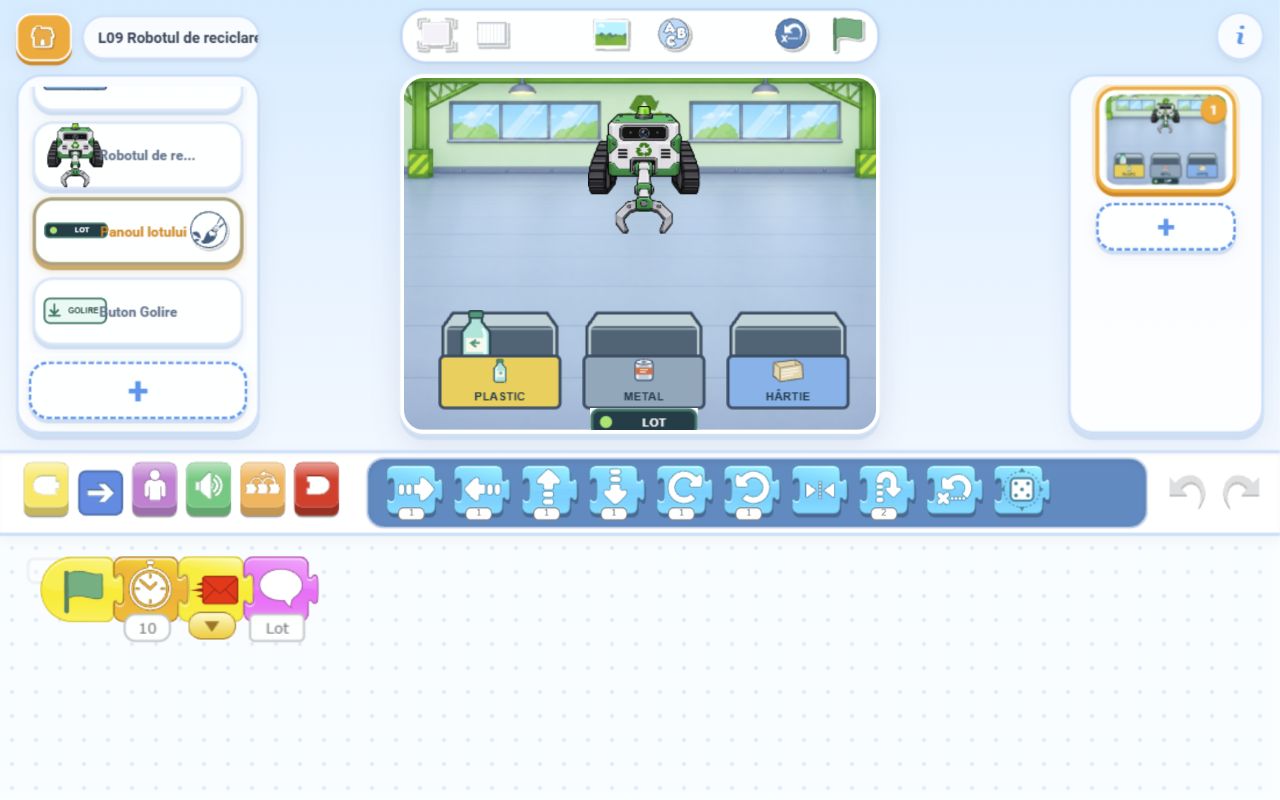 L09 Robotul de reciclare
A B C
x
i
Robotul de re...
LOT
Panoul lotului
GOLIRE
Buton Golire
+
PLASTIC
METAL
HÂRTIE
LOT
1
+
1
1
1
1
1
1
2
x
10
Lot